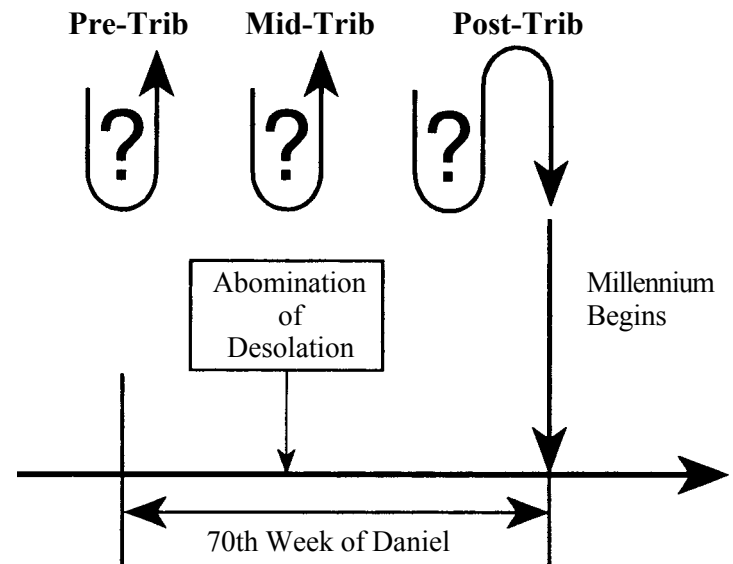 Pre-Trib Mid-Trib Post-Trib
? ? ?
Abomination
of
Desolation
Millennium
Begins
70th Week of Daniel